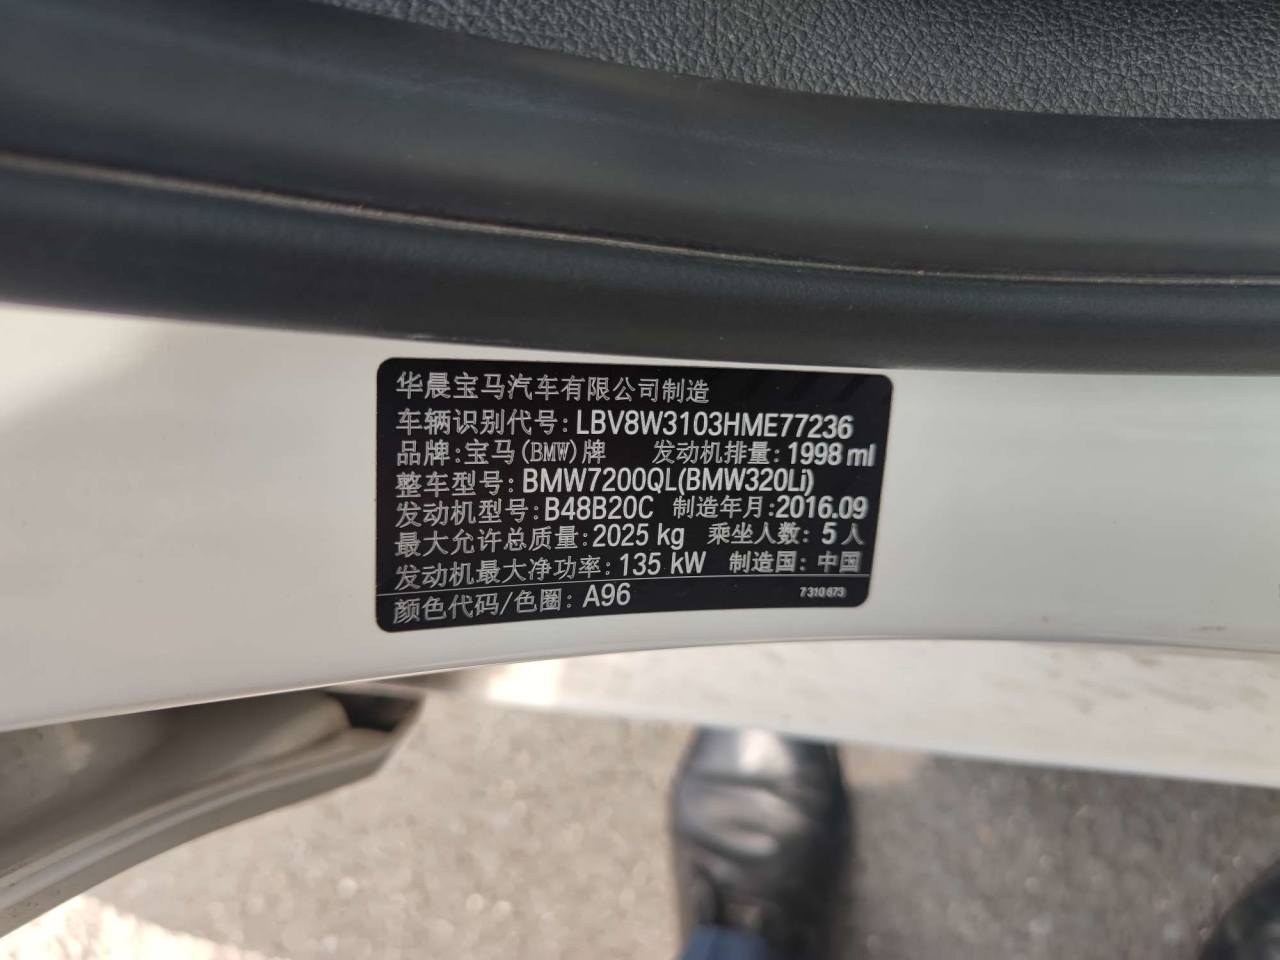 华晨宝马汽车有限公司制造
车辆识别代号: LBV8W3103HME77236
品牌: 宝马(BMW)牌 发动机排量: 1998 ml
整车型号: BMW7200QL(BMW320Li)
发动机型号: B48B20C 制造年月: 2016.09
最大允许总质量: 2025 kg 乘坐人数: 5 人
发动机最大净功率: 135 kW 制造国: 中国
颜色代码/色圈: A96 7310673